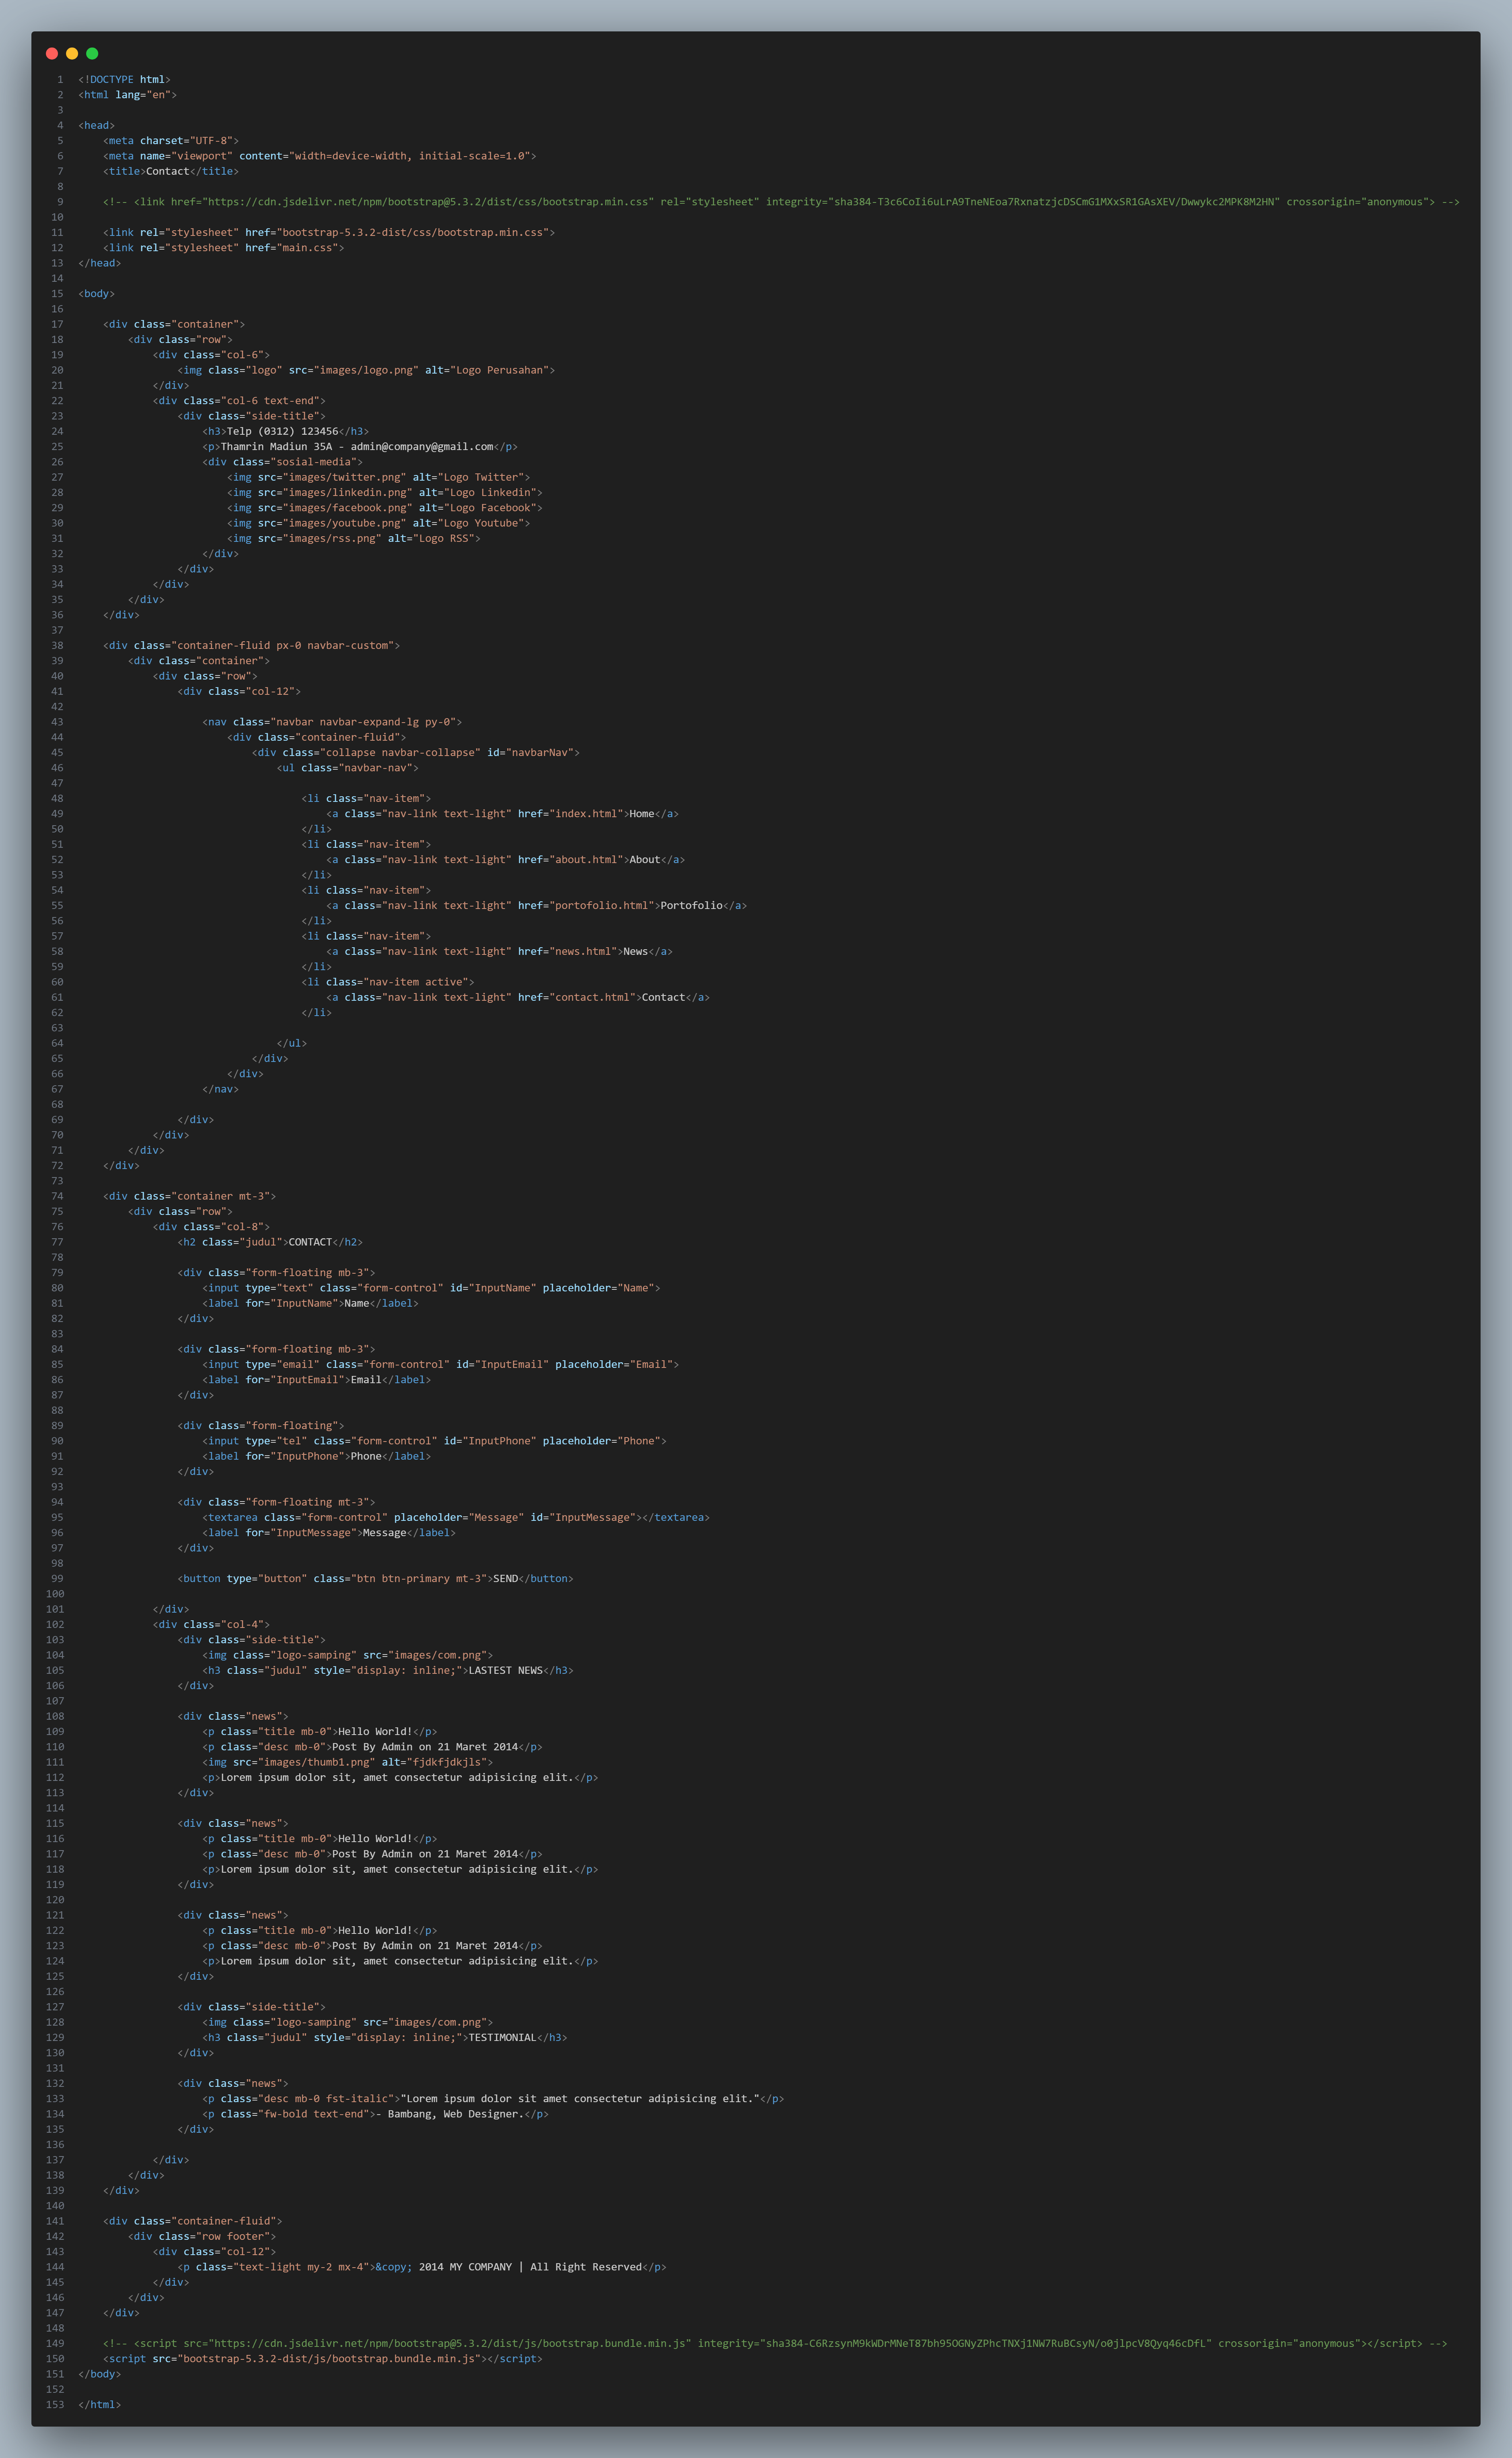 1 <!DOCTYPE html>
2 <html lang="en">
3
4 <head>
5     <meta charset="UTF-8">
6     <meta name="viewport" content="width=device-width, initial-scale=1.0">
7     <title>Contact</title>
8
9     <!-- <link href="https://cdn.jsdelivr.net/npm/bootstrap@5.3.2/dist/css/bootstrap.min.css" rel="stylesheet" integrity="sha384-T3c6CoIi6uLrA9TneNEoa7RxnatzjcDSCmG1MXxSR1GAsXEV/Dwwykc2MPK8M2HN" crossorigin="anonymous"> -->
10
11     <link rel="stylesheet" href="bootstrap-5.3.2-dist/css/bootstrap.min.css">
12     <link rel="stylesheet" href="main.css">
13 </head>
14
15 <body>
16
17     <div class="container">
18         <div class="row">
19             <div class="col-6">
20                 <img class="logo" src="images/logo.png" alt="Logo Perusahan">
21             </div>
22             <div class="col-6 text-end">
23                 <div class="side-title">
24                     <h3>Telp (0312) 123456</h3>
25                     <p>Thamrin Madiun 35A - admin@company@gmail.com</p>
26                     <div class="sosial-media">
27                         <img src="images/twitter.png" alt="Logo Twitter">
28                         <img src="images/linkedin.png" alt="Logo Linkedin">
29                         <img src="images/facebook.png" alt="Logo Facebook">
30                         <img src="images/youtube.png" alt="Logo Youtube">
31                         <img src="images/rss.png" alt="Logo RSS">
32                     </div>
33                 </div>
34             </div>
35         </div>
36     </div>
37
38     <div class="container-fluid px-0 navbar-custom">
39         <div class="container">
40             <div class="row">
41                 <div class="col-12">
42
43                     <nav class="navbar navbar-expand-lg py-0">
44                         <div class="container-fluid">
45                             <div class="collapse navbar-collapse" id="navbarNav">
46                                 <ul class="navbar-nav">
47
48                                     <li class="nav-item">
49                                         <a class="nav-link text-light" href="index.html">Home</a>
50                                     </li>
51                                     <li class="nav-item">
52                                         <a class="nav-link text-light" href="about.html">About</a>
53                                     </li>
54                                     <li class="nav-item">
55                                         <a class="nav-link text-light" href="portofolio.html">Portofolio</a>
56                                     </li>
57                                     <li class="nav-item">
58                                         <a class="nav-link text-light" href="news.html">News</a>
59                                     </li>
60                                     <li class="nav-item active">
61                                         <a class="nav-link text-light" href="contact.html">Contact</a>
62                                     </li>
63
64                                 </ul>
65                             </div>
66                         </div>
67                     </nav>
68
69                 </div>
70             </div>
71         </div>
72     </div>
73
74     <div class="container mt-3">
75         <div class="row">
76             <div class="col-8">
77                 <h2 class="judul">CONTACT</h2>
78
79                 <div class="form-floating mb-3">
80                     <input type="text" class="form-control" id="InputName" placeholder="Name">
81                     <label for="InputName">Name</label>
82                 </div>
83
84                 <div class="form-floating mb-3">
85                     <input type="email" class="form-control" id="InputEmail" placeholder="Email">
86                     <label for="InputEmail">Email</label>
87                 </div>
88
89                 <div class="form-floating">
90                     <input type="tel" class="form-control" id="InputPhone" placeholder="Phone">
91                     <label for="InputPhone">Phone</label>
92                 </div>
93
94                 <div class="form-floating mt-3">
95                     <textarea class="form-control" placeholder="Message" id="InputMessage"></textarea>
96                     <label for="InputMessage">Message</label>
97                 </div>
98
99                 <button type="button" class="btn btn-primary mt-3">SEND</button>
100
101             </div>
102             <div class="col-4">
103                 <div class="side-title">
104                     <img class="logo-samping" src="images/com.png">
105                     <h3 class="judul" style="display: inline;">LASTEST NEWS</h3>
106                 </div>
107
108                 <div class="news">
109                     <p class="title mb-0">Hello World!</p>
110                     <p class="desc mb-0">Post By Admin on 21 Maret 2014</p>
111                     <img src="images/thumb1.png" alt="fjdkfjdkjls">
112                     <p>Lorem ipsum dolor sit, amet consectetur adipisicing elit.</p>
113                 </div>
114
115                 <div class="news">
116                     <p class="title mb-0">Hello World!</p>
117                     <p class="desc mb-0">Post By Admin on 21 Maret 2014</p>
118                     <p>Lorem ipsum dolor sit, amet consectetur adipisicing elit.</p>
119                 </div>
120
121                 <div class="news">
122                     <p class="title mb-0">Hello World!</p>
123                     <p class="desc mb-0">Post By Admin on 21 Maret 2014</p>
124                     <p>Lorem ipsum dolor sit, amet consectetur adipisicing elit.</p>
125                 </div>
126
127                 <div class="side-title">
128                     <img class="logo-samping" src="images/com.png">
129                     <h3 class="judul" style="display: inline;">TESTIMONIAL</h3>
130                 </div>
131
132                 <div class="news">
133                     <p class="desc mb-0 fst-italic">"Lorem ipsum dolor sit amet consectetur adipisicing elit."</p>
134                     <p class="fw-bold text-end">- Bambang, Web Designer.</p>
135                 </div>
136
137             </div>
138         </div>
139     </div>
140
141     <div class="container-fluid">
142         <div class="row footer">
143             <div class="col-12">
144                 <p class="text-light my-2 mx-4">&copy; 2014 MY COMPANY | All Right Reserved</p>
145             </div>
146         </div>
147     </div>
148
149     <!-- <script src="https://cdn.jsdelivr.net/npm/bootstrap@5.3.2/dist/js/bootstrap.bundle.min.js" integrity="sha384-C6RzsynM9kWDrMNeT87bh95OGNyZPhcTNXj1NW7RuBCsyN/o0jlpcV8Qyq46cDfL" crossorigin="anonymous"></script> -->
150     <script src="bootstrap-5.3.2-dist/js/bootstrap.bundle.min.js"></script>
151 </body>
152
153 </html>